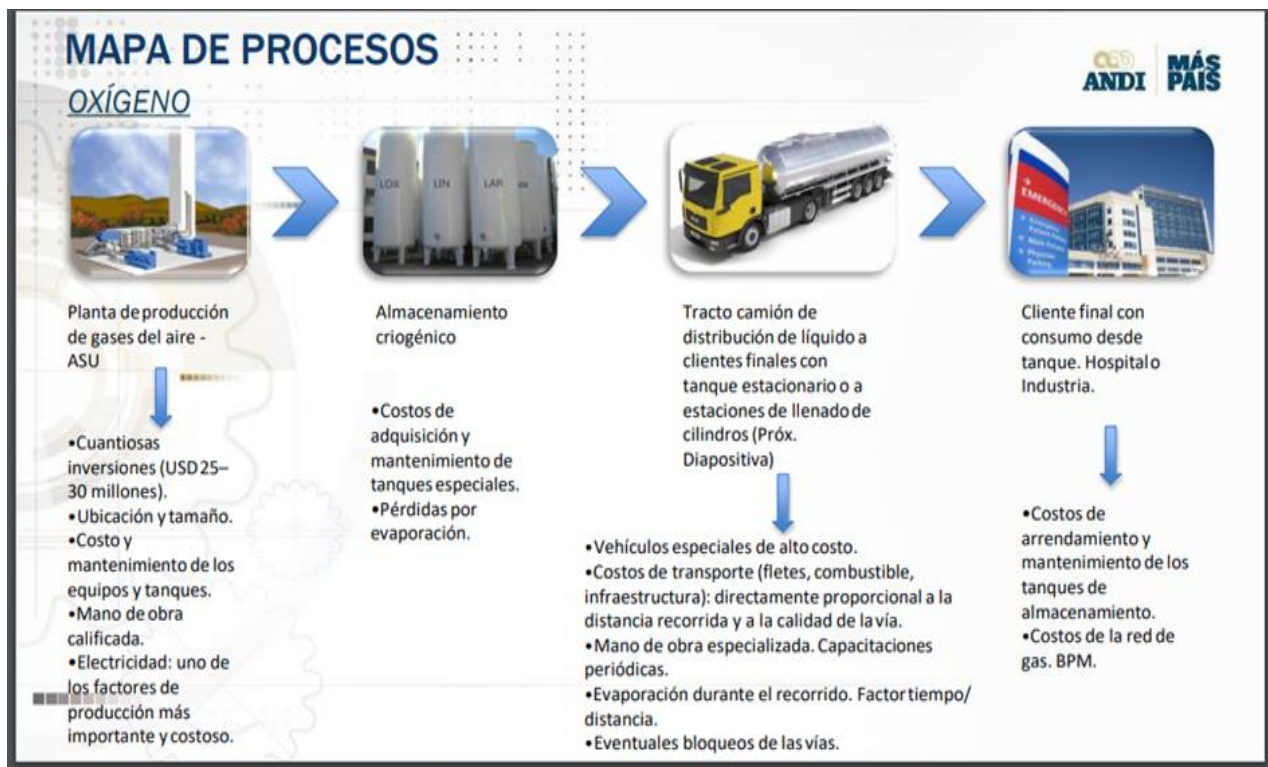 MAPA DE PROCESOS
OXÍGENO
ANDI
MÁS
PAÍS
LOX
LIN
LAR
EMERGENCY
Planta de producción
de gases del aire -
ASU
•Cuantiosas
inversiones (USD 25–
30 millones).
•Ubicación y tamaño.
•Costo y
mantenimiento de los
equipos y tanques.
•Mano de obra
calificada.
•Electricidad: uno de
los factores de
producción más
importante y costoso.
Almacenamiento
criogénico
•Costos de
adquisición y
mantenimiento de
tanques especiales.
•Pérdidas por
evaporación.
Tracto camión de
distribución de líquido a
clientes finales con
tanque estacionario o a
estaciones de llenado de
cilindros (Próx.
Diapositiva)
•Vehículos especiales de alto costo.
•Costos de transporte (fletes, combustible,
infraestructura): directamente proporcional a la
distancia recorrida y a la calidad de la vía.
•Mano de obra especializada. Capacitaciones
periódicas.
•Evaporación durante el recorrido. Factor tiempo/
distancia.
•Eventuales bloqueos de las vías.
Cliente final con
consumo desde
tanque. Hospital o
Industria.
•Costos de
arrendamiento y
mantenimiento de los
tanques de
almacenamiento.
•Costos de la red de
gas. BPM.